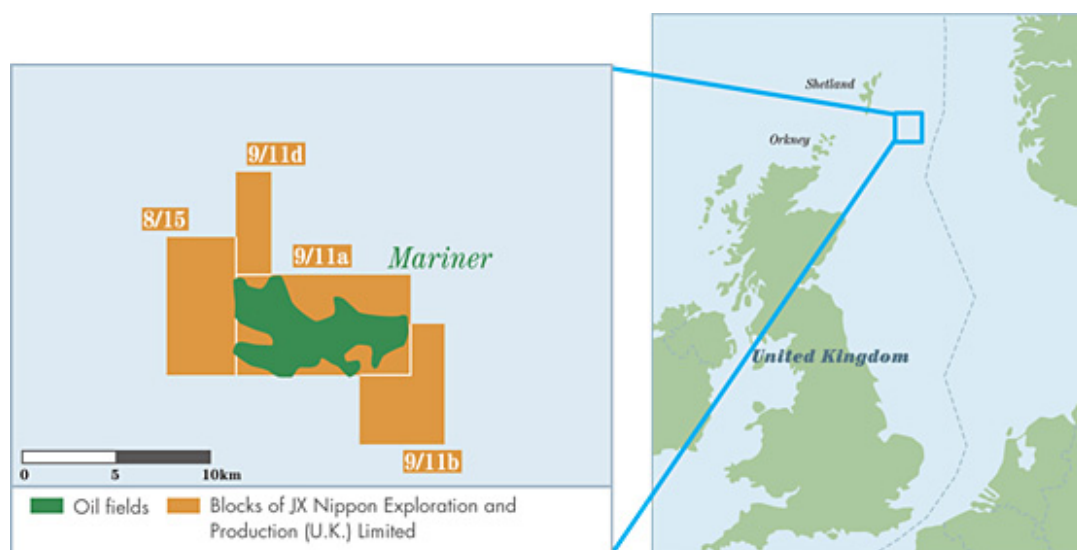 9/11d
8/15
9/11a
Mariner
9/11b
0
5
10km
Oil fields
Blocks of JX Nippon Exploration and
Production (U.K.) Limited
Shetland
Orkney
United Kingdom